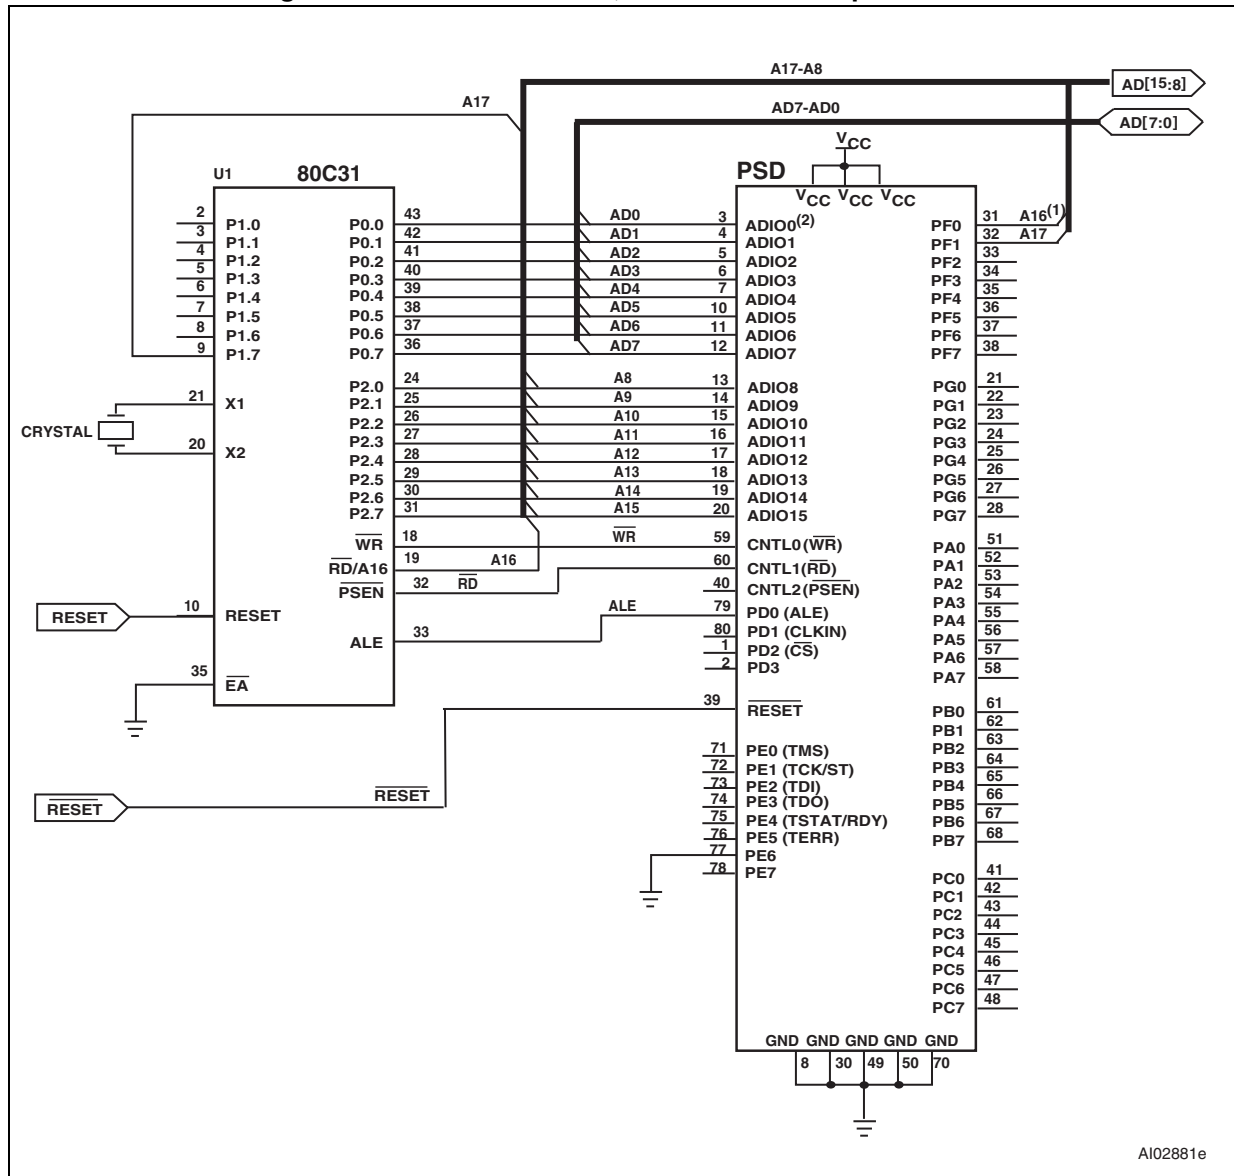 A17-A8
AD[15:8]
A17
AD7-AD0
AD[7:0]
VCC
U1
80C31
PSD
VCC VCC VCC
2 P1.0
3 P1.1
4 P1.2
5 P1.3
6 P1.4
7 P1.5
8 P1.6
9 P1.7
21 X1
CRYSTAL
20 X2
RESET
10 RESET
35 EA
P0.0 43 AD0 3 ADIO0(2)
P0.1 42 AD1 4 ADIO1
P0.2 41 AD2 5 ADIO2
P0.3 40 AD3 6 ADIO3
P0.4 39 AD4 7 ADIO4
P0.5 38 AD5 10 ADIO5
P0.6 37 AD6 11 ADIO6
P0.7 36 AD7 12 ADIO7
P2.0 24 A8 13 ADIO8
P2.1 25 A9 14 ADIO9
P2.2 26 A10 15 ADIO10
P2.3 27 A11 16 ADIO11
P2.4 28 A12 17 ADIO12
P2.5 29 A13 18 ADIO13
P2.6 30 A14 19 ADIO14
P2.7 31 A15 20 ADIO15
WR 18 WR 59 CNTL0(WR)
RD/A16 19 A16
60 CNTL1(RD)
PSEN 32 RD
40 CNTL2(PSEN)
ALE 33 ALE 79 PD0 (ALE)
80 PD1 (CLKIN)
1 PD2 (CS)
2 PD3
39 RESET
RESET RESET
71 PE0 (TMS)
72 PE1 (TCK/ST)
73 PE2 (TDI)
74 PE3 (TDO)
75 PE4 (TSTAT/RDY)
76 PE5 (TERR)
77 PE6
78 PE7
PF0 31 A16(1)
PF1 32 A17
PF2 33
PF3 34
PF4 35
PF5 36
PF6 37
PF7 38
PG0 21
PG1 22
PG2 23
PG3 24
PG4 25
PG5 26
PG6 27
PG7 28
PA0 51
PA1 52
PA2 53
PA3 54
PA4 55
PA5 56
PA6 57
PA7 58
PB0 61
PB1 62
PB2 63
PB3 64
PB4 65
PB5 66
PB6 67
PB7 68
PC0 41
PC1 42
PC2 43
PC3 44
PC4 45
PC5 46
PC6 47
PC7 48
GND GND GND GND GND
8 30 49 50 70
AI02881e